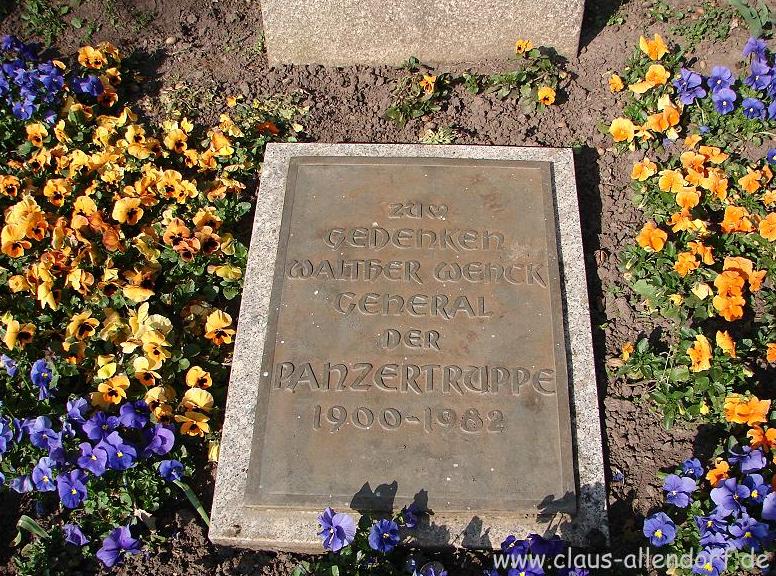 ZUM
GEDENKEN
WALTHER WENCK
GENERAL
DER
PANZERTRUPPE
1900-1982
www.claus-allendorf.de